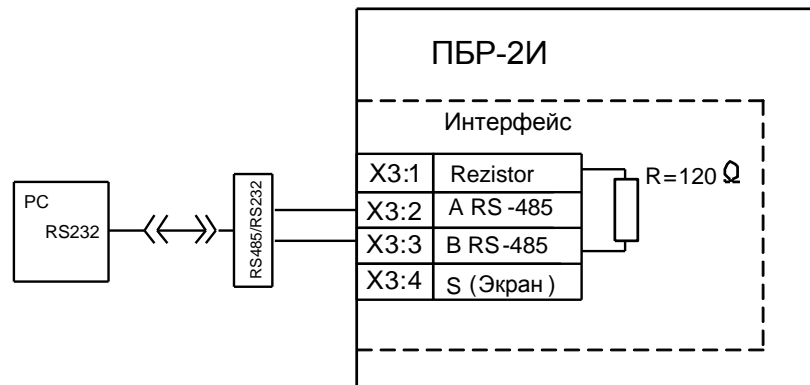 ПБР-2И
Интерфейс
X3:1 Rezistor
X3:2 A RS -485
X3:3 B RS-485
X3:4 S (Экран )
R=120 Ω
PC
RS232
RS485/RS232